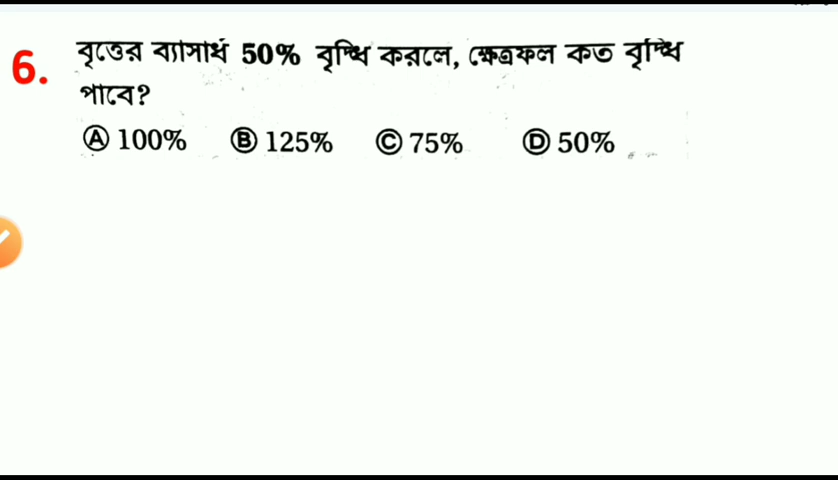 6. বৃত্তের ব্যাসার্ধ 50% বৃদ্ধি করলে, ক্ষেত্রফল কত বৃদ্ধি
পাবে?
Ⓐ 100% Ⓑ 125% Ⓒ 75% Ⓓ 50%